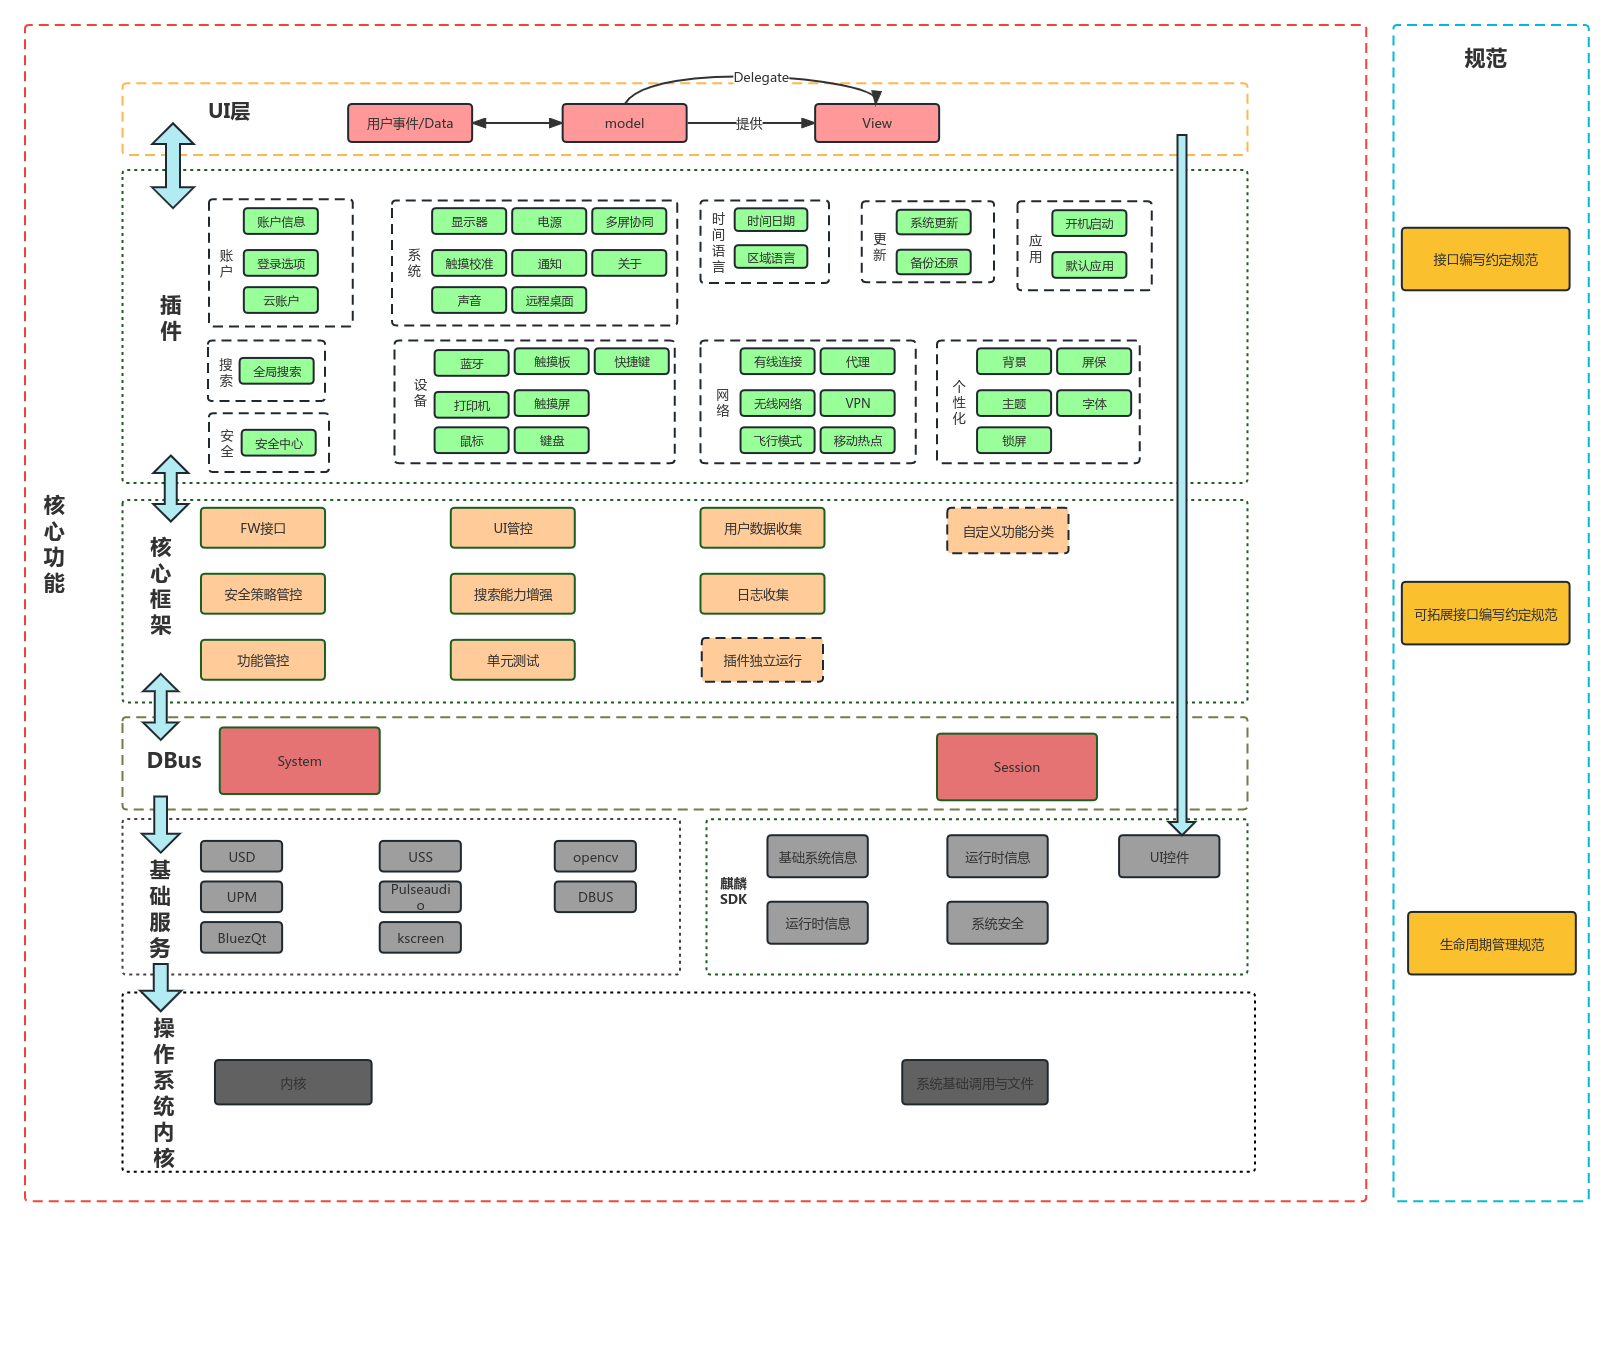 规范
Delegate
UI层
用户事件/Data
model
提供
View
账户
账户信息
登录选项
云账户
系统
显示器
电源
多屏协同
触摸校准
通知
关于
声音
远程桌面
时间语言
时间日期
区域语言
更新
系统更新
备份还原
应用
开机启动
默认应用
插件
搜索
全局搜索
安全
安全中心
设备
蓝牙
触摸板
快捷键
打印机
触摸屏
鼠标
键盘
网络
有线连接
代理
无线网络
VPN
飞行模式
移动热点
个性化
背景
屏保
主题
字体
锁屏
核心功能
核心框架
FW接口
UI管控
用户数据收集
自定义功能分类
安全策略管控
搜索能力增强
日志收集
功能管控
单元测试
插件独立运行
DBus
System
Session
基础服务
USD
USS
opencv
UPM
Pulseaudi
o
DBUS
BluezQt
kscreen
麒麟
SDK
基础系统信息
运行时信息
UI控件
运行时信息
系统安全
操作系统内核
内核
系统基础调用与文件
接口编写约定规范
可拓展接口编写约定规范
生命周期管理规范